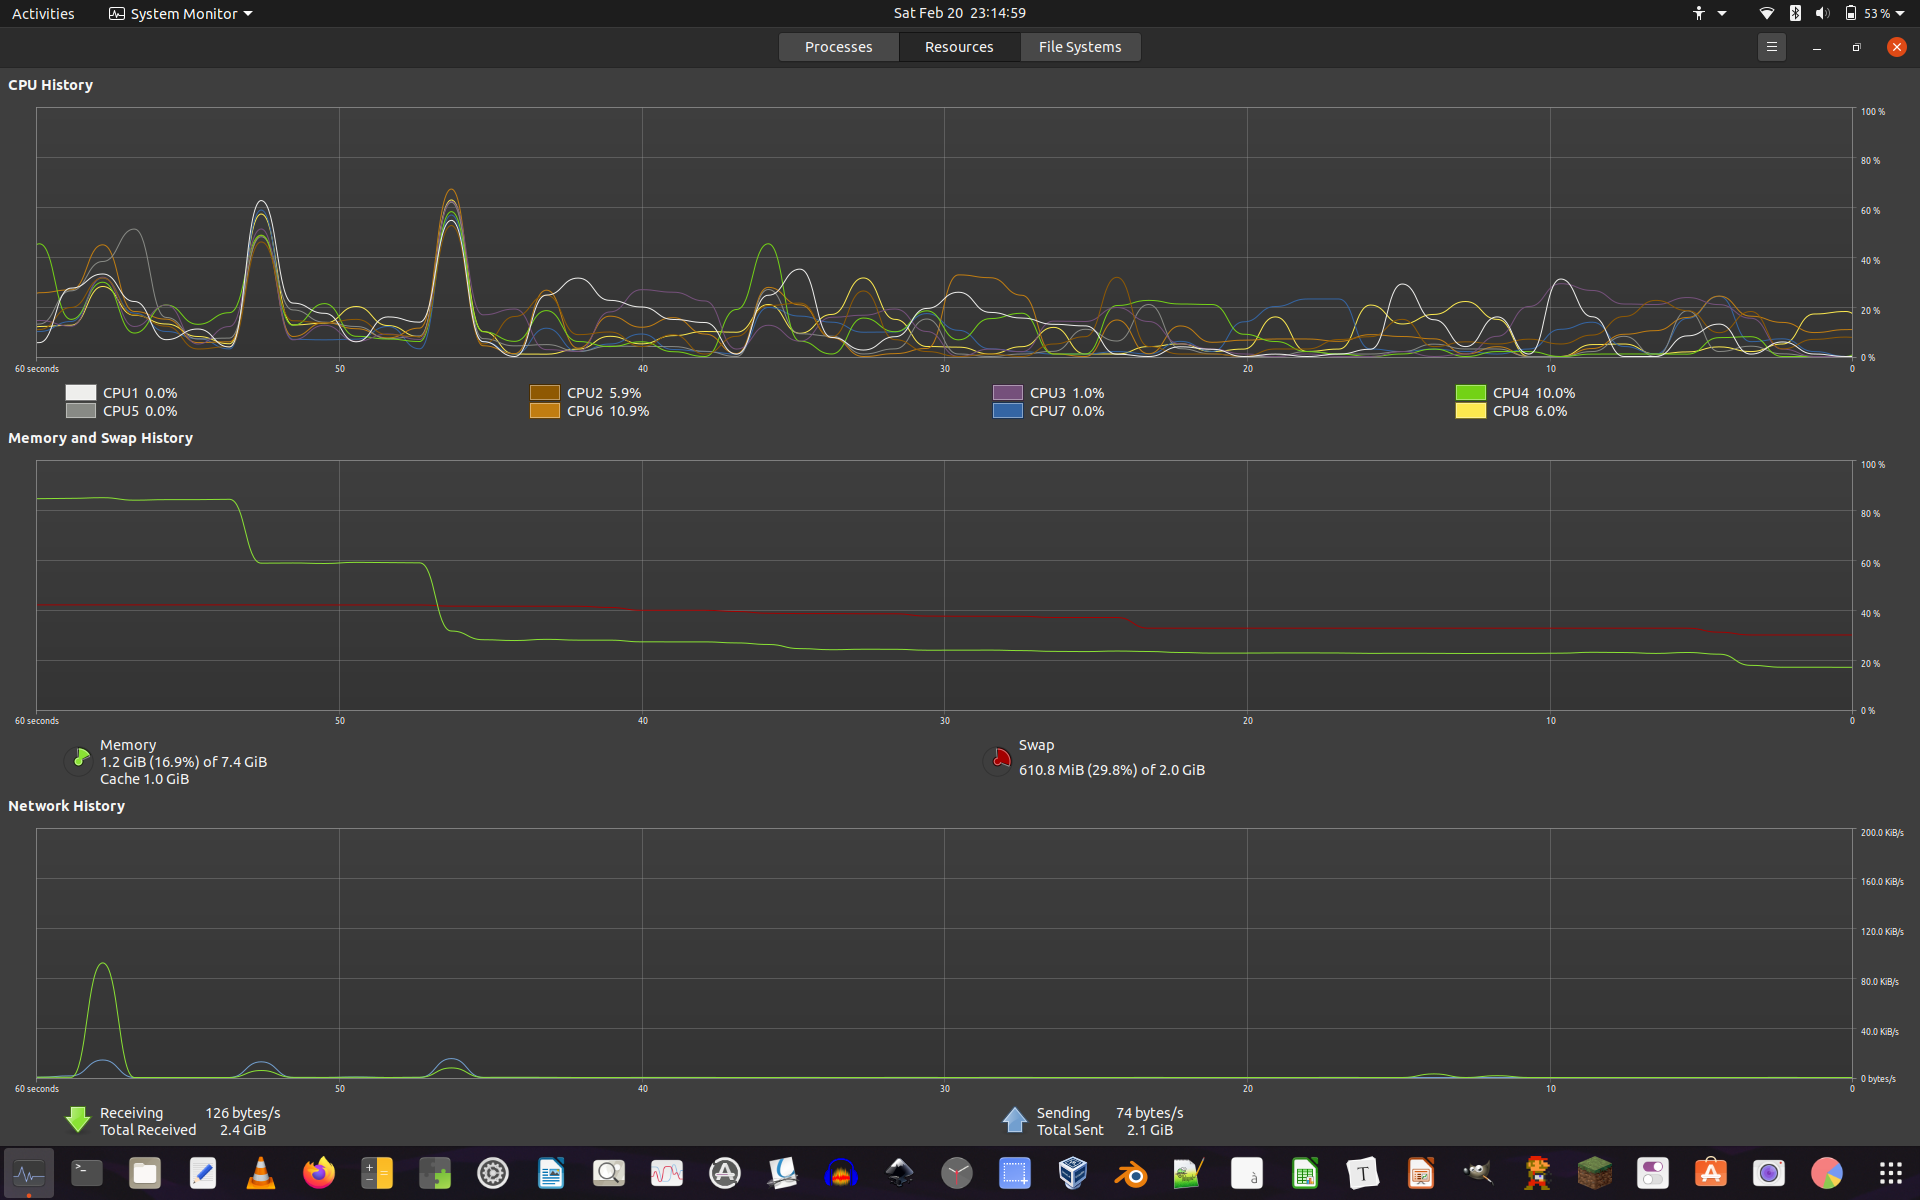 Activities System Monitor Sat Feb 20 23:14:59 53 %
Processes Resources File Systems
CPU History
100 %
80 %
60 %
40 %
20 %
0 %
60 seconds 50 40 30 20 10 0
CPU1 0.0% CPU2 5.9% CPU3 1.0% CPU4 10.0%
CPU5 0.0% CPU6 10.9% CPU7 0.0% CPU8 6.0%
Memory and Swap History
100 %
80 %
60 %
40 %
20 %
0 %
60 seconds 50 40 30 20 10 0
Memory
1.2 GiB (16.9%) of 7.4 GiB
Cache 1.0 GiB
Swap
610.8 MiB (29.8%) of 2.0 GiB
Network History
200.0 KiB/s
160.0 KiB/s
120.0 KiB/s
80.0 KiB/s
40.0 KiB/s
0 bytes/s
60 seconds 50 40 30 20 10 0
Receiving 126 bytes/s
Total Received 2.4 GiB
Sending 74 bytes/s
Total Sent 2.1 GiB